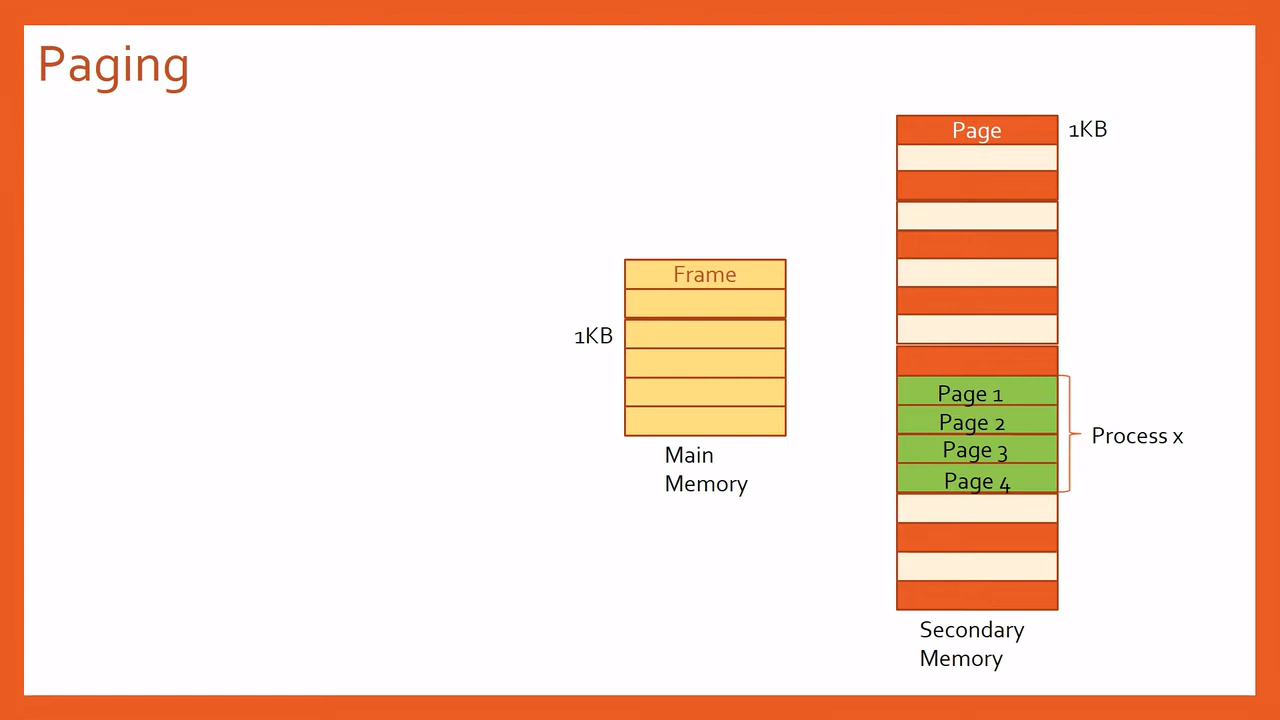 Paging
Page
1KB
Frame
1KB
Main
Memory
Page 1
Page 2
Page 3
Page 4
Process x
Secondary
Memory